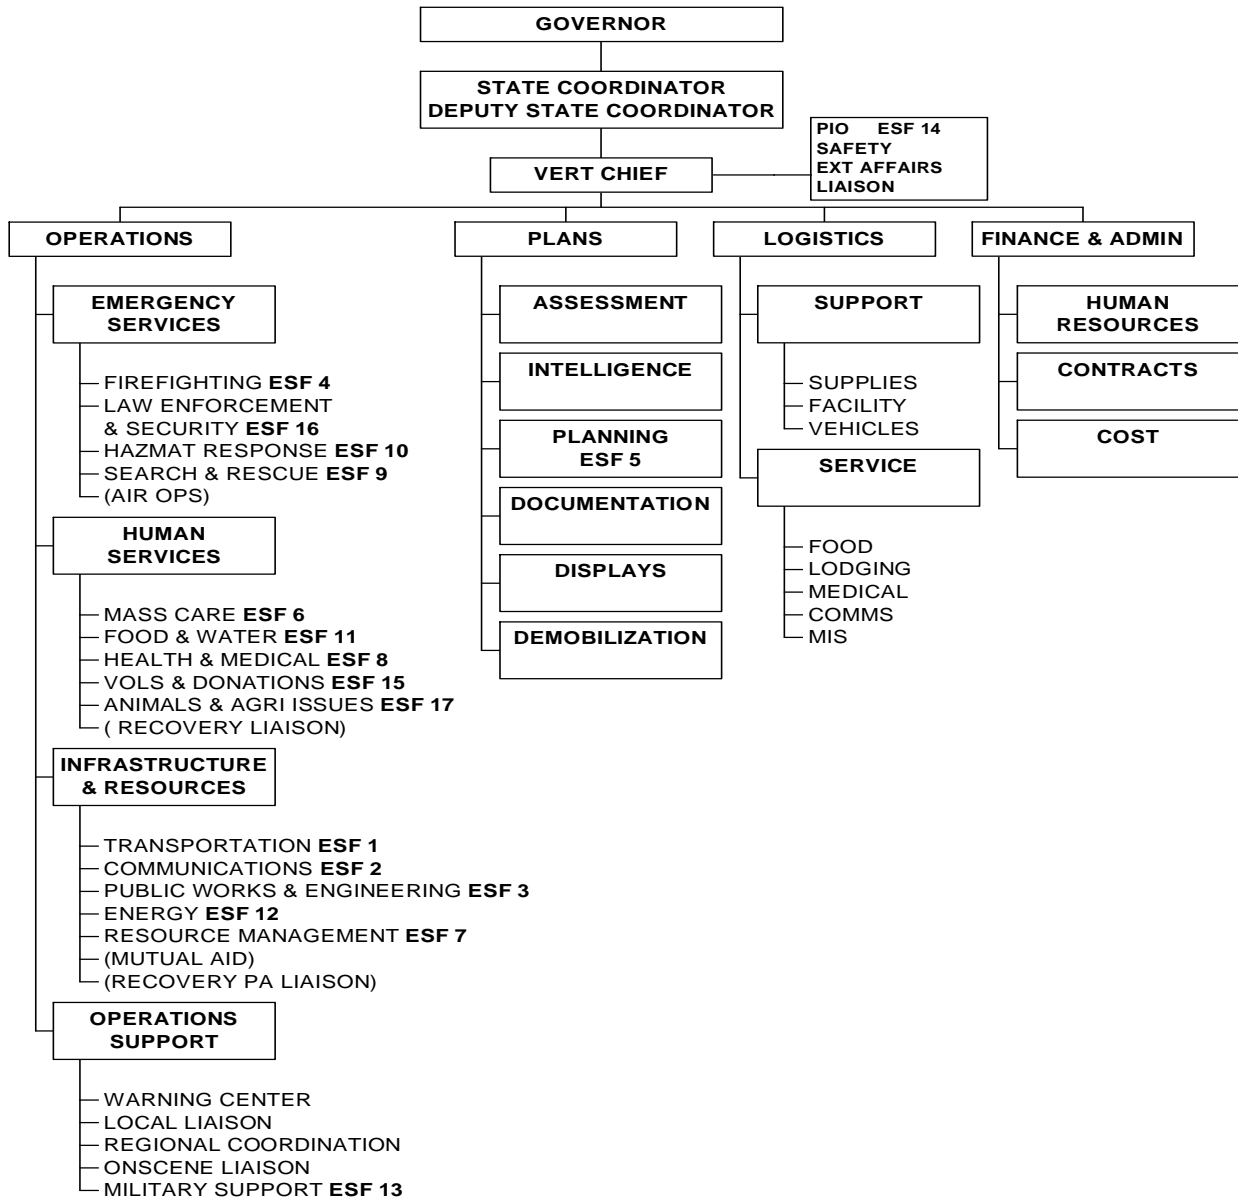 GOVERNOR
STATE COORDINATOR
DEPUTY STATE COORDINATOR
PIO ESF 14
SAFETY
EXT AFFAIRS
LIAISON
VERT CHIEF
OPERATIONS
PLANS
LOGISTICS
FINANCE & ADMIN
EMERGENCY
SERVICES
FIREFIGHTING ESF 4
LAW ENFORCEMENT
& SECURITY ESF 16
HAZMAT RESPONSE ESF 10
SEARCH & RESCUE ESF 9
(AIR OPS)
HUMAN
SERVICES
MASS CARE ESF 6
FOOD & WATER ESF 11
HEALTH & MEDICAL ESF 8
VOLS & DONATIONS ESF 15
ANIMALS & AGRI ISSUES ESF 17
( RECOVERY LIAISON)
INFRASTRUCTURE
& RESOURCES
TRANSPORTATION ESF 1
COMMUNICATIONS ESF 2
PUBLIC WORKS & ENGINEERING ESF 3
ENERGY ESF 12
RESOURCE MANAGEMENT ESF 7
(MUTUAL AID)
(RECOVERY PA LIAISON)
OPERATIONS
SUPPORT
WARNING CENTER
LOCAL LIAISON
REGIONAL COORDINATION
ONSCENE LIAISON
MILITARY SUPPORT ESF 13
ASSESSMENT
INTELLIGENCE
PLANNING
ESF 5
DOCUMENTATION
DISPLAYS
DEMOBILIZATION
SUPPORT
SUPPLIES
FACILITY
VEHICLES
SERVICE
FOOD
LODGING
MEDICAL
COMMS
MIS
HUMAN
RESOURCES
CONTRACTS
COST